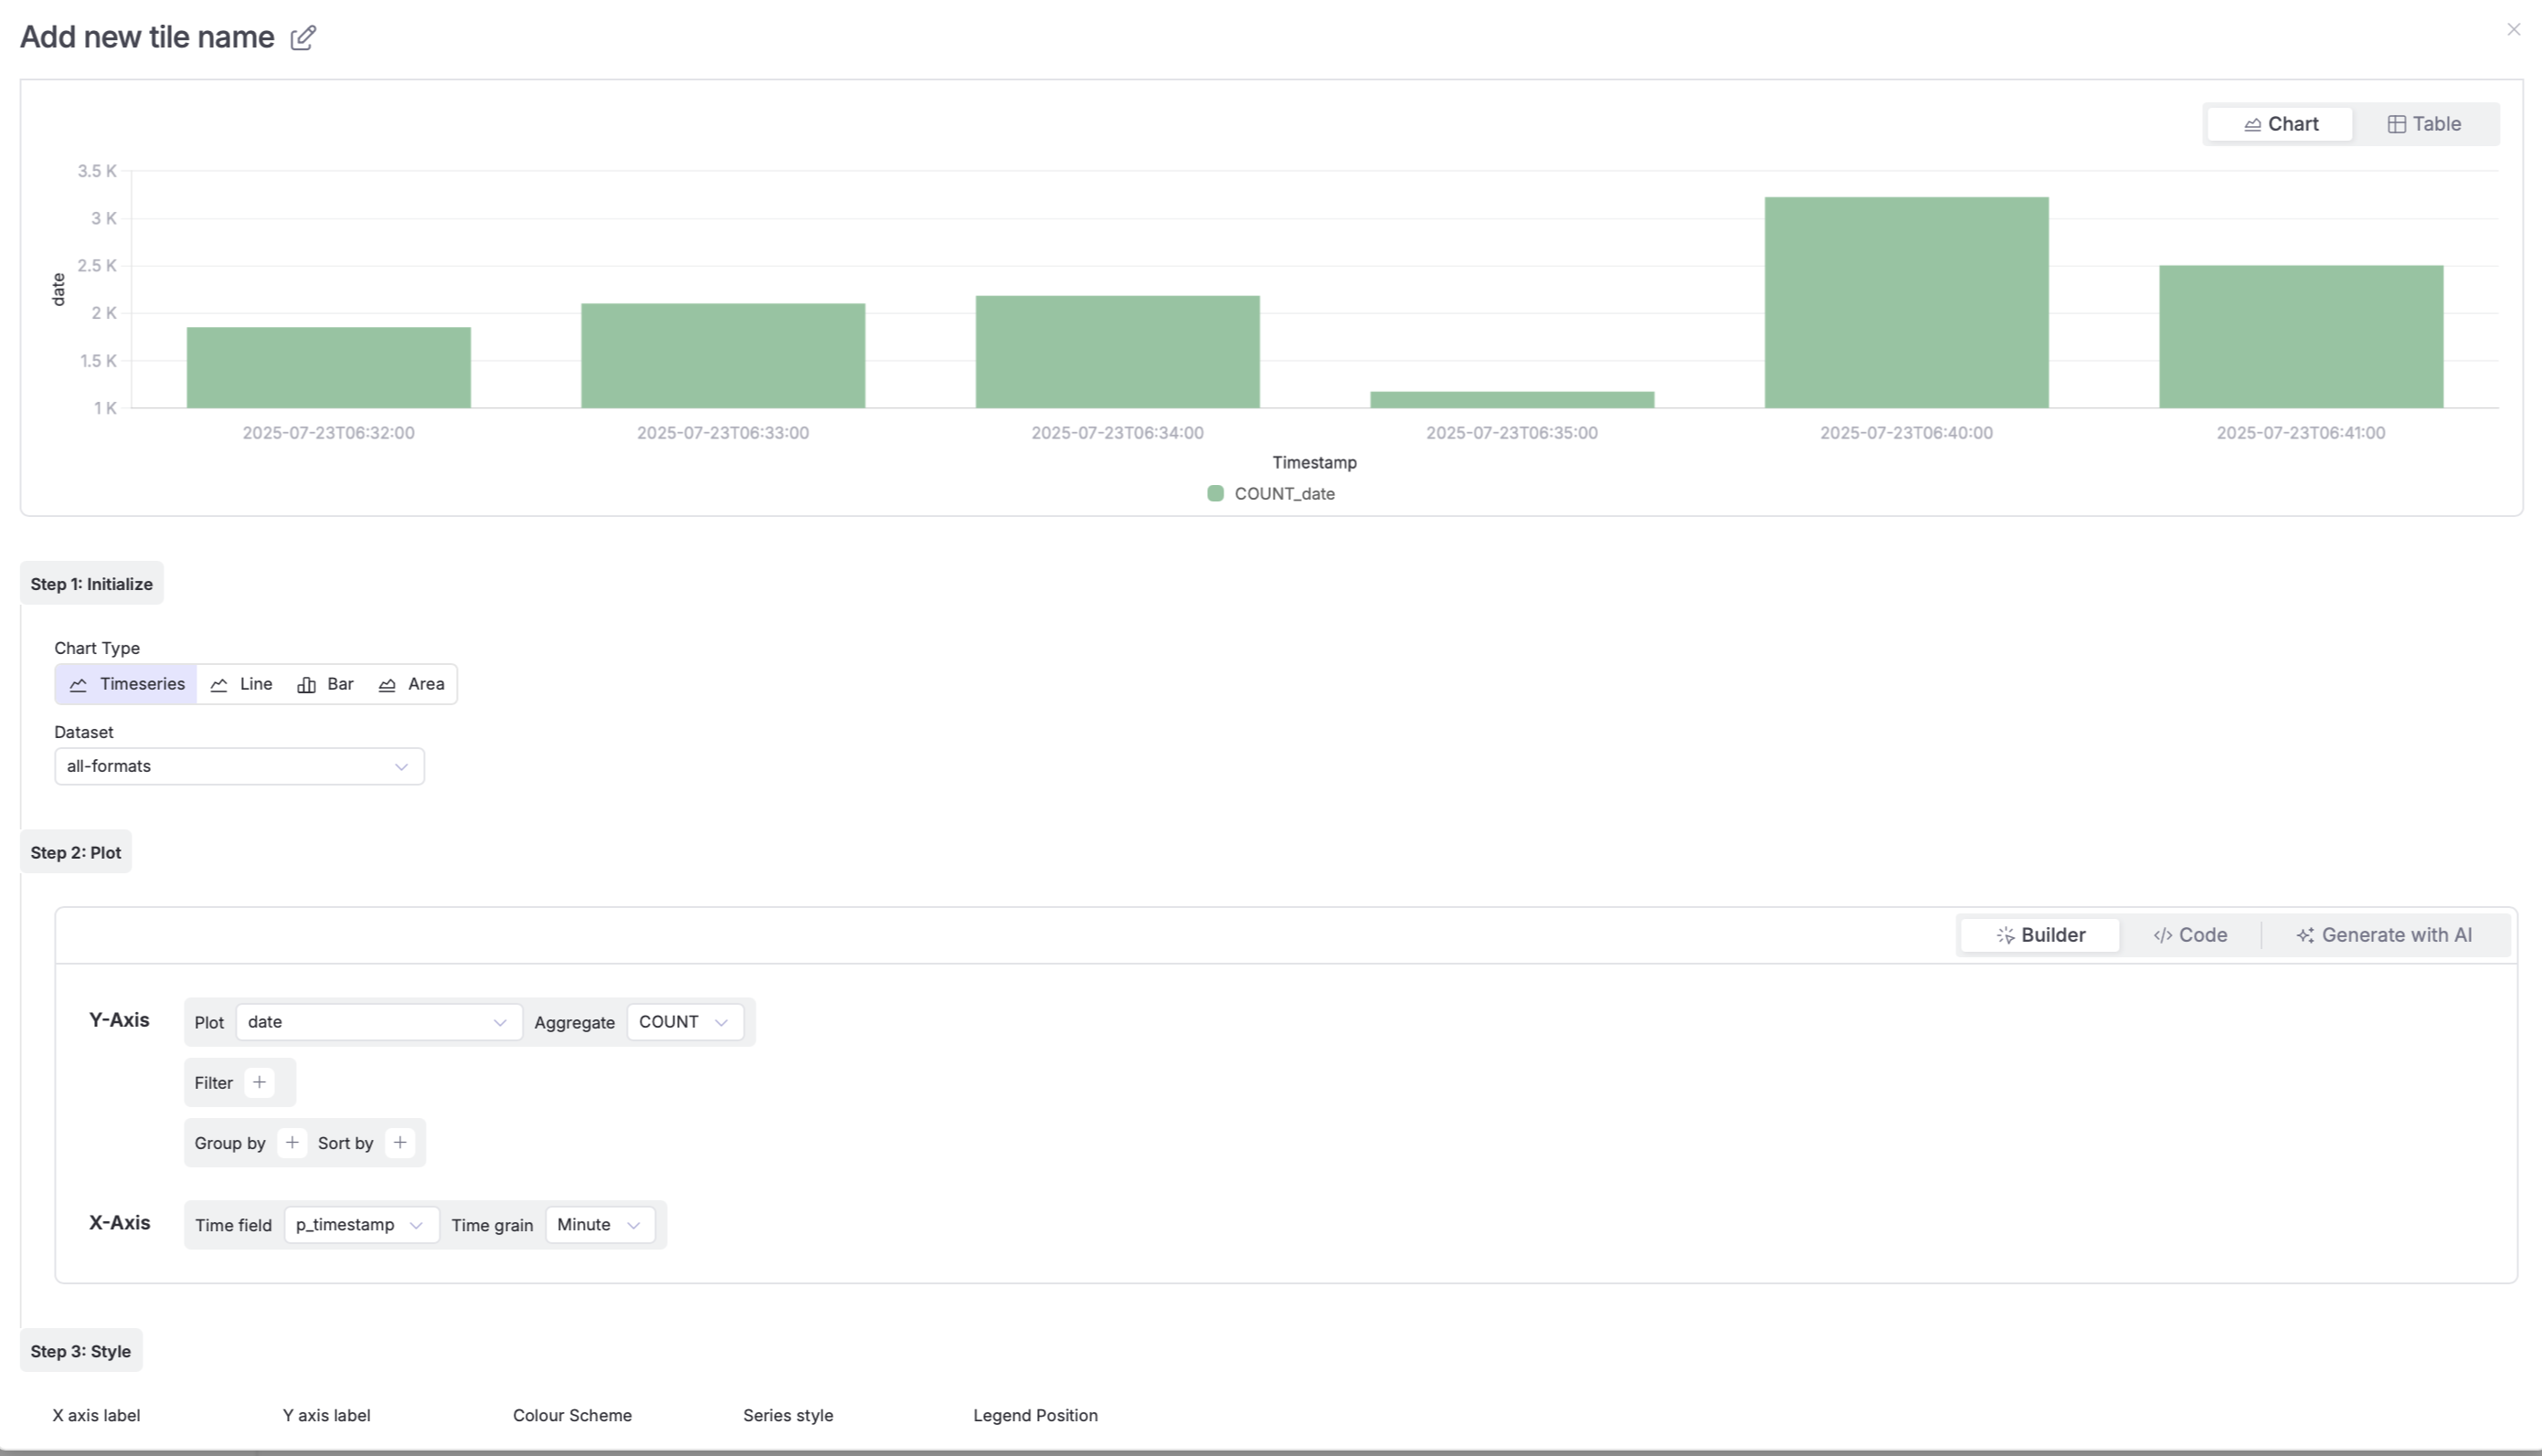 Add new tile name
Chart Table
3.5 K
3 K
2.5 K
2 K
1.5 K
1 K
date
2025-07-23T06:32:00 2025-07-23T06:33:00 2025-07-23T06:34:00 2025-07-23T06:35:00 2025-07-23T06:40:00 2025-07-23T06:41:00
Timestamp
COUNT_date
Step 1: Initialize
Chart Type
Timeseries Line Bar Area
Dataset
all-formats
Step 2: Plot
Builder </> Code Generate with AI
Y-Axis Plot date Aggregate COUNT
Filter +
Group by + Sort by +
X-Axis Time field p_timestamp Time grain Minute
Step 3: Style
X axis label Y axis label Colour Scheme Series style Legend Position